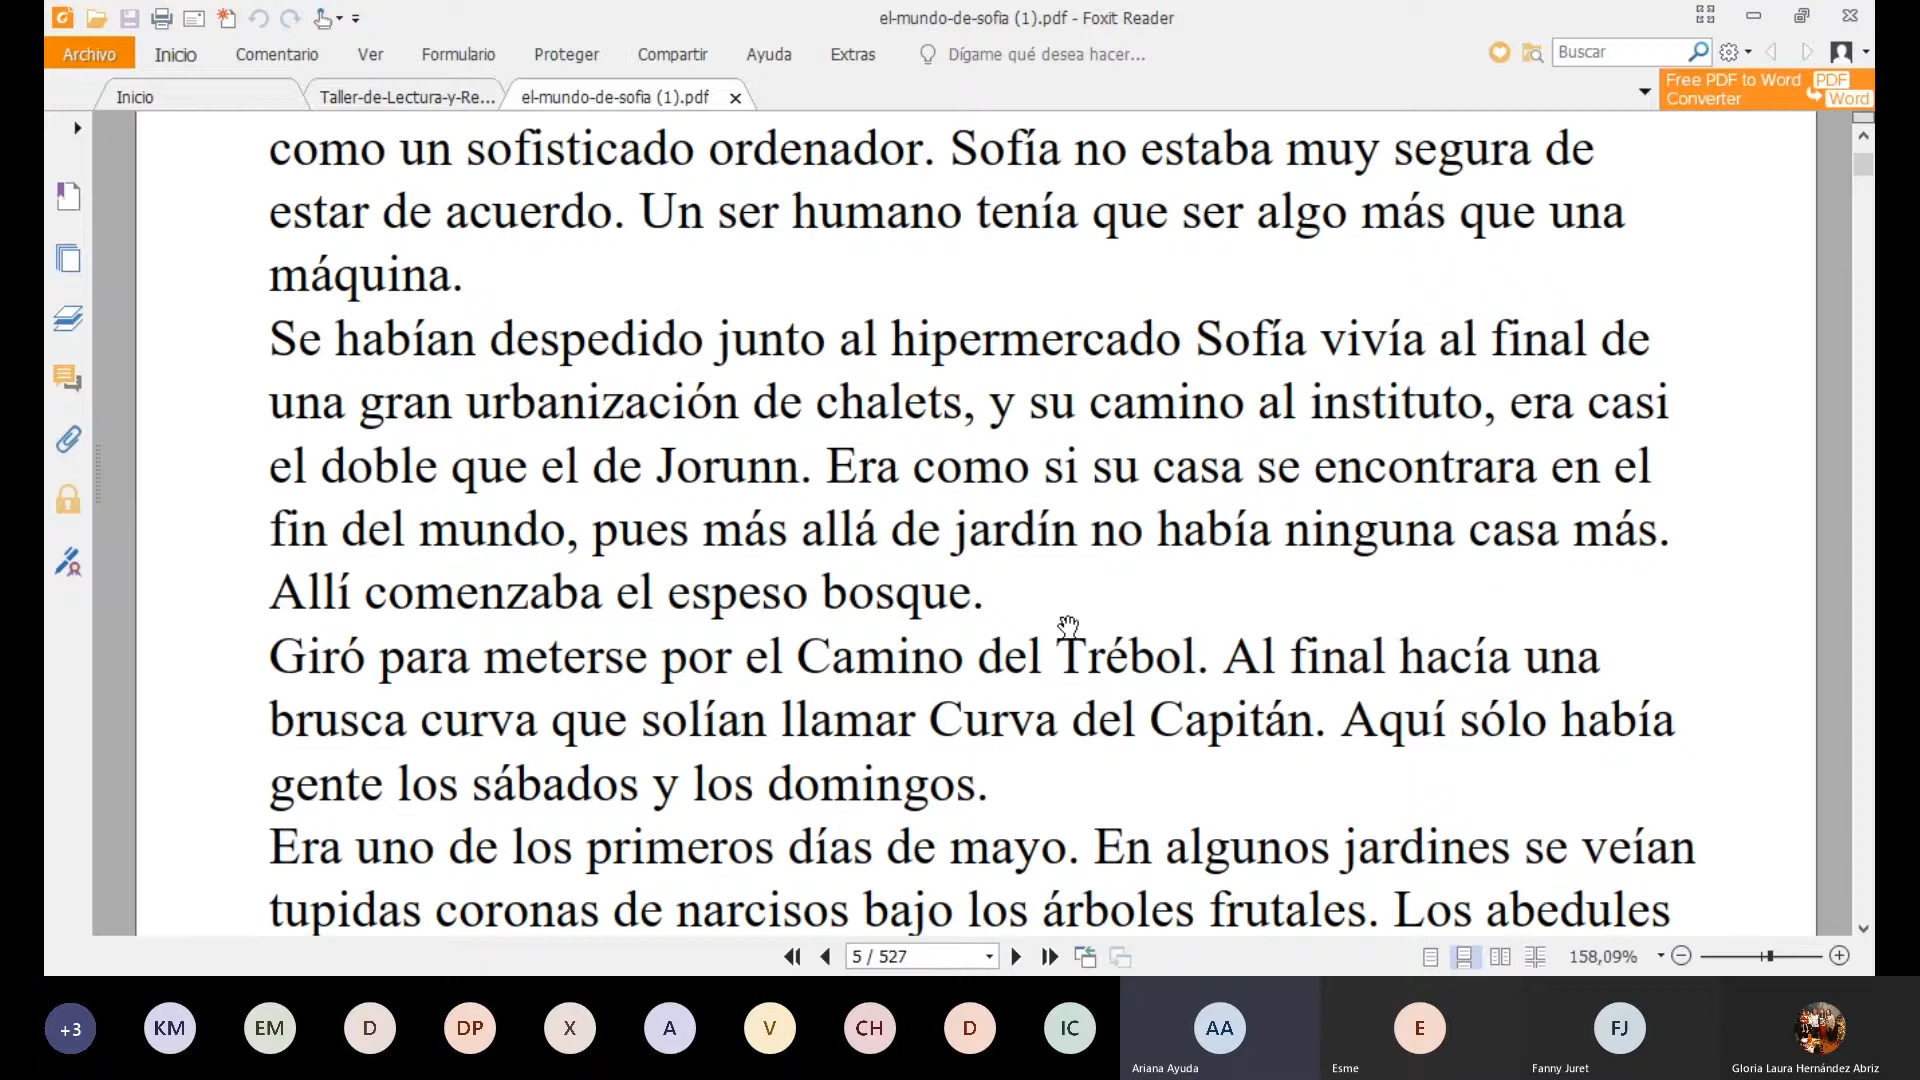 el-mundo-de-sofia (1).pdf - Foxit Reader
Archivo Inicio Comentario Ver Formulario Proteger Compartir Ayuda Extras Dígame qué desea hacer... Buscar
Inicio Taller-de-Lectura-y-Re... el-mundo-de-sofia (1).pdf
Free PDF to Word PDF
Converter Word
como un sofisticado ordenador. Sofía no estaba muy segura de
estar de acuerdo. Un ser humano tenía que ser algo más que una
máquina.
Se habían despedido junto al hipermercado Sofía vivía al final de
una gran urbanización de chalets, y su camino al instituto, era casi
el doble que el de Jorunn. Era como si su casa se encontrara en el
fin del mundo, pues más allá de jardín no había ninguna casa más.
Allí comenzaba el espeso bosque.
Giró para meterse por el Camino del Trébol. Al final hacía una
brusca curva que solían llamar Curva del Capitán. Aquí sólo había
gente los sábados y los domingos.
Era uno de los primeros días de mayo. En algunos jardines se veían
tupidas coronas de narcisos bajo los árboles frutales. Los abedules
5 / 527 158,09%
+3 KM EM D DP X A V CH D IC AA E FJ
Ariana Ayuda Esme Fanny Juret Gloria Laura Hernández Abriz